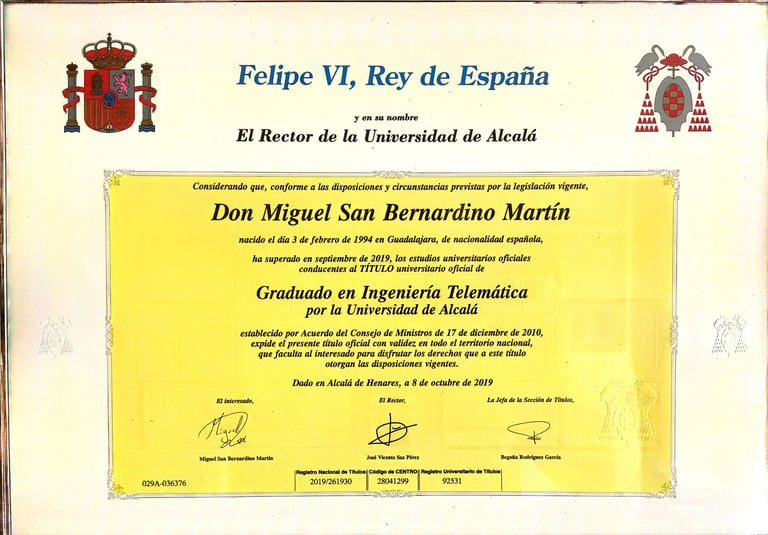 Felipe VI, Rey de España
y en su nombre
El Rector de la Universidad de Alcalá
Considerando que, conforme a las disposiciones y circunstancias previstas por la legislación vigente,
Don Miguel San Bernardino Martín
nacido el día 3 de febrero de 1994 en Guadalajara, de nacionalidad española,
ha superado en septiembre de 2019, los estudios universitarios oficiales
conducentes al TÍTULO universitario oficial de
Graduado en Ingeniería Telemática
por la Universidad de Alcalá
establecido por Acuerdo del Consejo de Ministros de 17 de diciembre de 2010,
expide el presente título oficial con validez en todo el territorio nacional,
que faculta al interesado para disfrutar los derechos que a este título
otorgan las disposiciones vigentes.
Dado en Alcalá de Henares, a 8 de octubre de 2019
El interesado, El Rector, La Jefa de la Sección de Títulos,
Miguel
Miguel San Bernardino Martín José Vicente Saz Pérez Begoña Rodríguez García
Registro Nacional de Títulos Código de CENTRO Registro Universitario de Títulos
029A-036376 2019/261930 28041299 92531